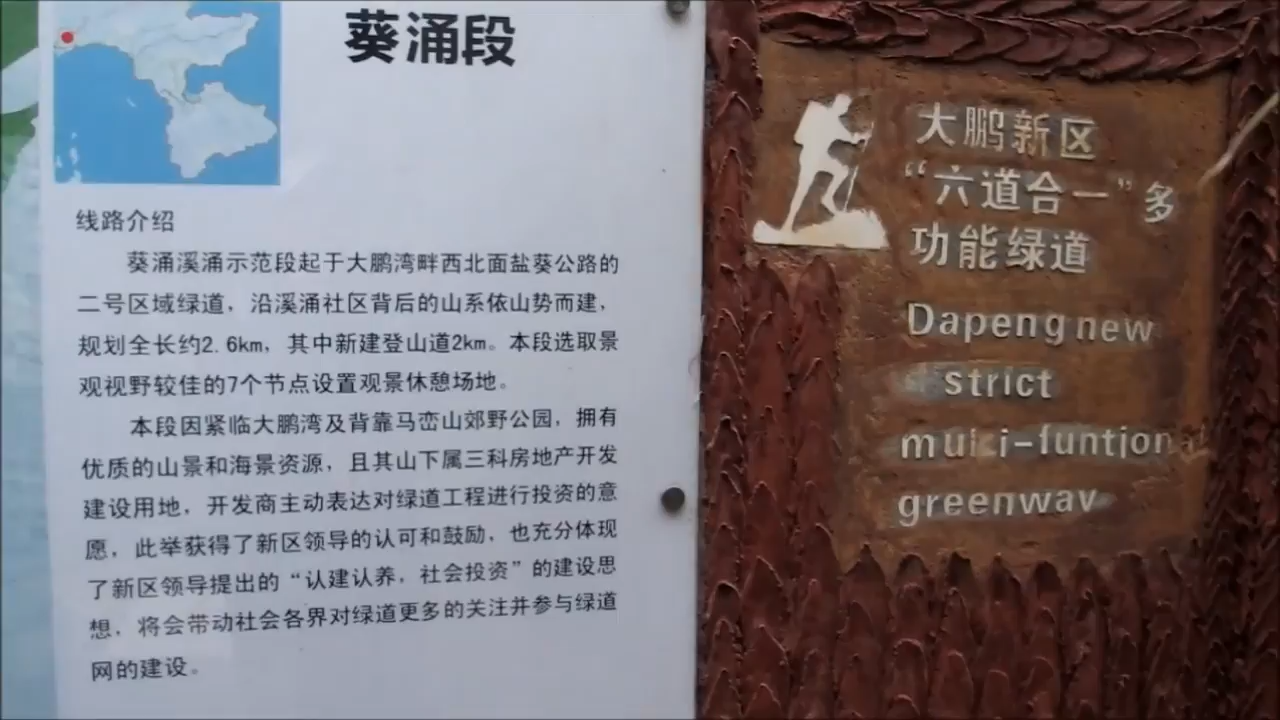 葵涌段
线路介绍
葵涌溪涌示范段起于大鹏湾畔西北面盐葵公路的
二号区域绿道，沿溪涌社区背后的山系依山势而建，
规划全长约2.6km，其中新建登山道2km。本段选取景
观视野较佳的7个节点设置观景休憩场地。
本段因紧临大鹏湾及背靠马峦山郊野公园，拥有
优质的山景和海景资源，且其山下属三科房地产开发
建设用地，开发商主动表达对绿道工程进行投资的意
愿，此举获得了新区领导的认可和鼓励，也充分体现
了新区领导提出的“认建认养，社会投资”的建设思
想，将会带动社会各界对绿道更多的关注并参与绿道
网的建设。
大鹏新区
“六道合一”多
功能绿道
Dapeng new
strict
greenway